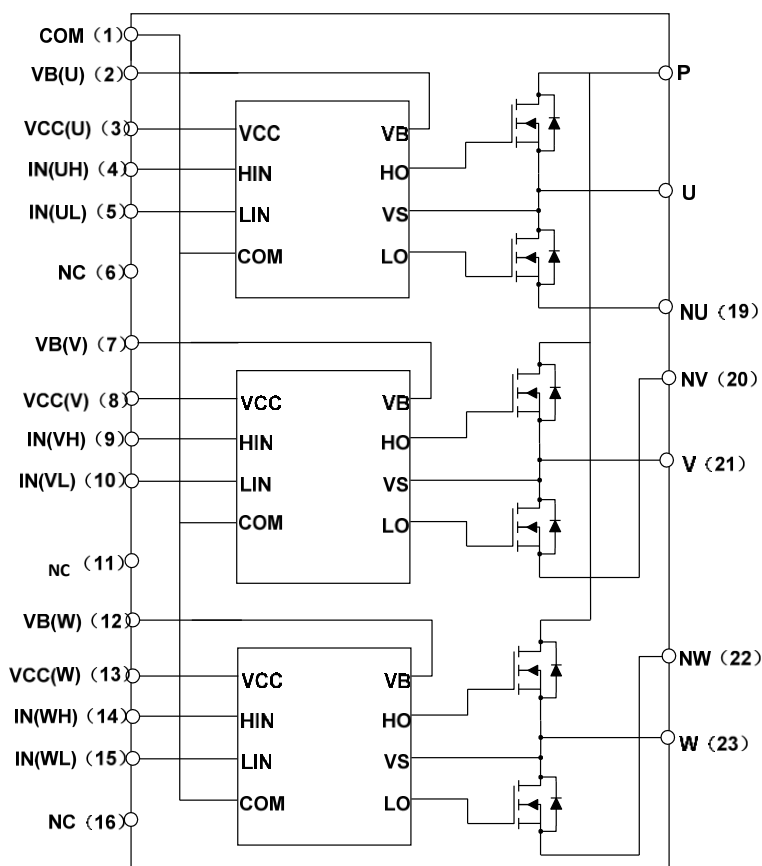 COM (1)
VB(U) (2)
VCC(U) (3)
IN(UH) (4)
IN(UL) (5)
NC (6)
VB(V) (7)
VCC(V) (8)
IN(VH) (9)
IN(VL) (10)
NC (11)
VB(W) (12)
VCC(W) (13)
IN(WH) (14)
IN(WL) (15)
NC (16)
VCC
HIN
LIN
COM
VB
HO
VS
LO
VCC
HIN
LIN
COM
VB
HO
VS
LO
VCC
HIN
LIN
COM
VB
HO
VS
LO
P
U
NU (19)
NV (20)
V (21)
NW (22)
W (23)